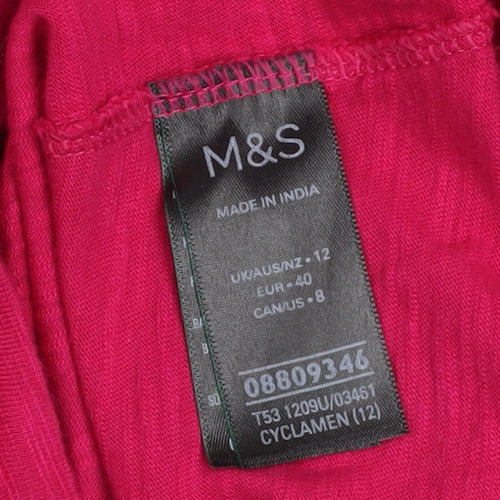 M&S
MADE IN INDIA
UK/AUS/NZ • 12
EUR • 40
CAN/US • 8
08809346
T53 1209U/03461
CYCLAMEN (12)